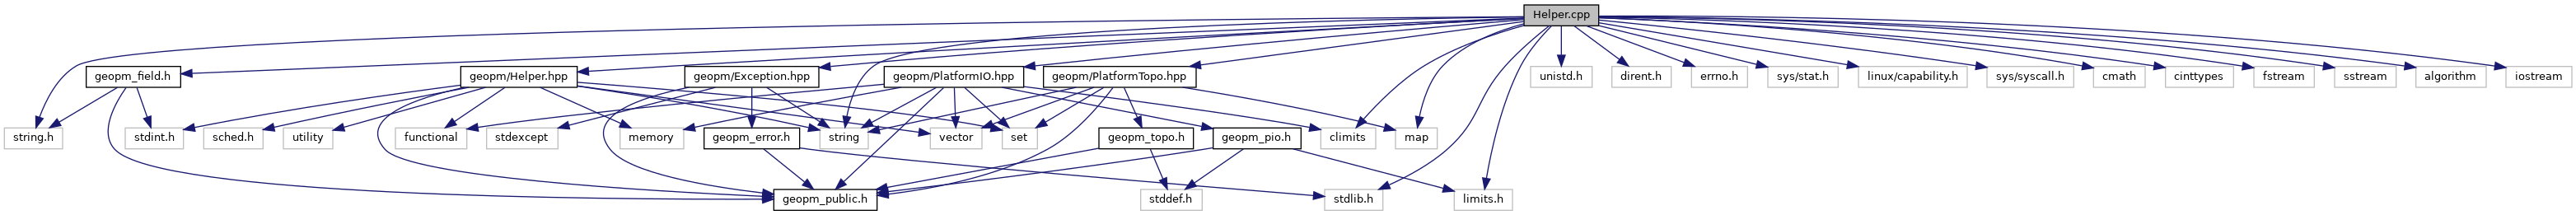 Helper.cpp
geopm_field.h
geopm/Helper.hpp
geopm/Exception.hpp
geopm/PlatformIO.hpp
geopm/PlatformTopo.hpp
unistd.h
dirent.h
errno.h
sys/stat.h
linux/capability.h
sys/syscall.h
cmath
cinttypes
fstream
sstream
algorithm
iostream
string.h
stdint.h
sched.h
utility
functional
stdexcept
memory
geopm_error.h
string
vector
set
geopm_topo.h
geopm_pio.h
climits
map
geopm_public.h
stddef.h
stdlib.h
limits.h